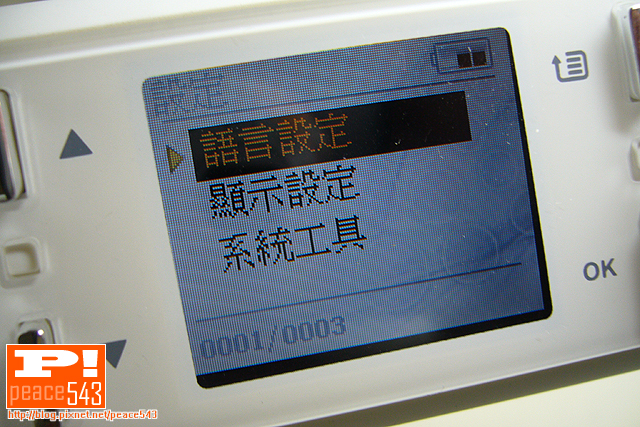 設定
語言設定
顯示設定
系統工具
0001/0003
OK
P!
peace543
http://blog.pixnet.net/peace543